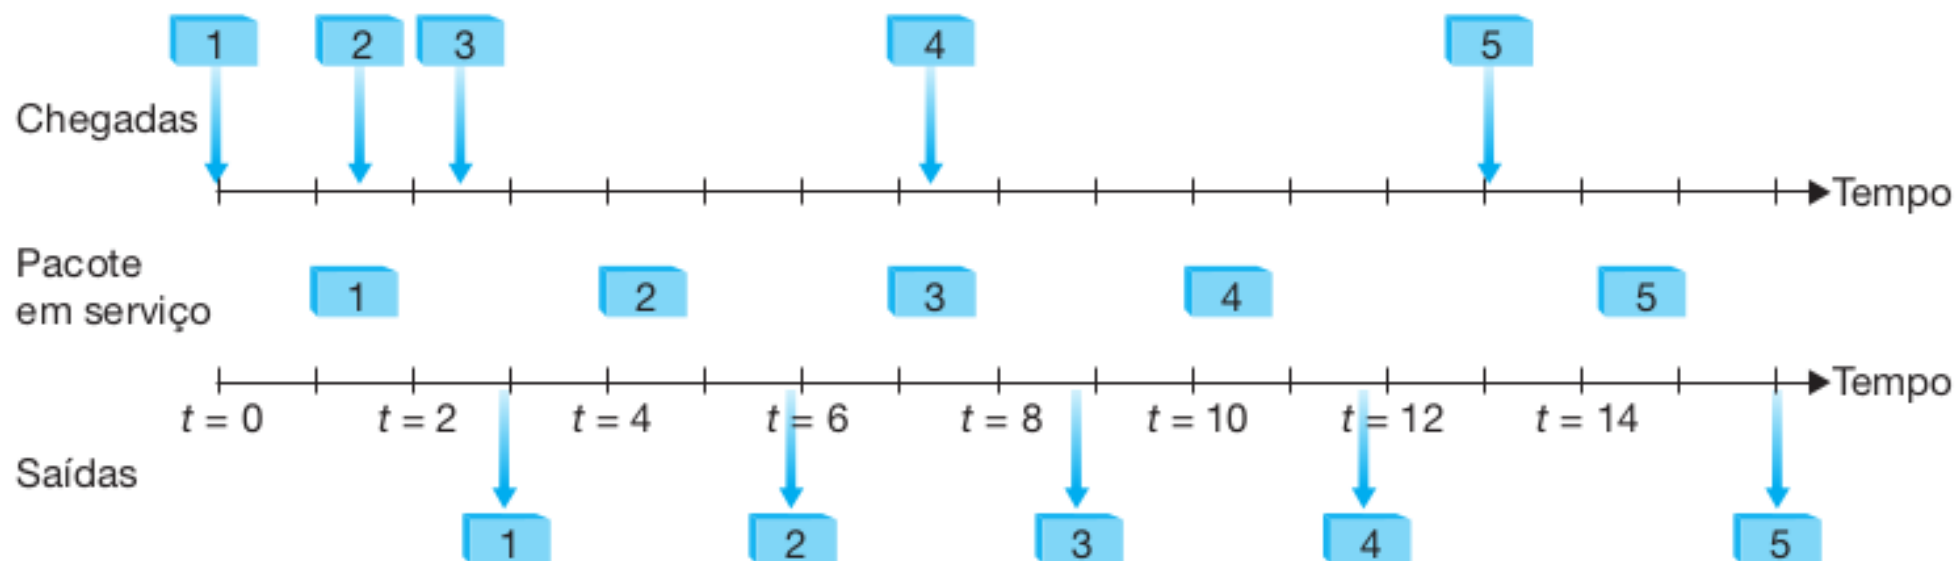 1 2 3 4 5
Chegadas
Tempo
Pacote
em serviço
1 2 3 4 5
Tempo
t = 0 t = 2 t = 4 t = 6 t = 8 t = 10 t = 12 t = 14
Saídas
1 2 3 4 5